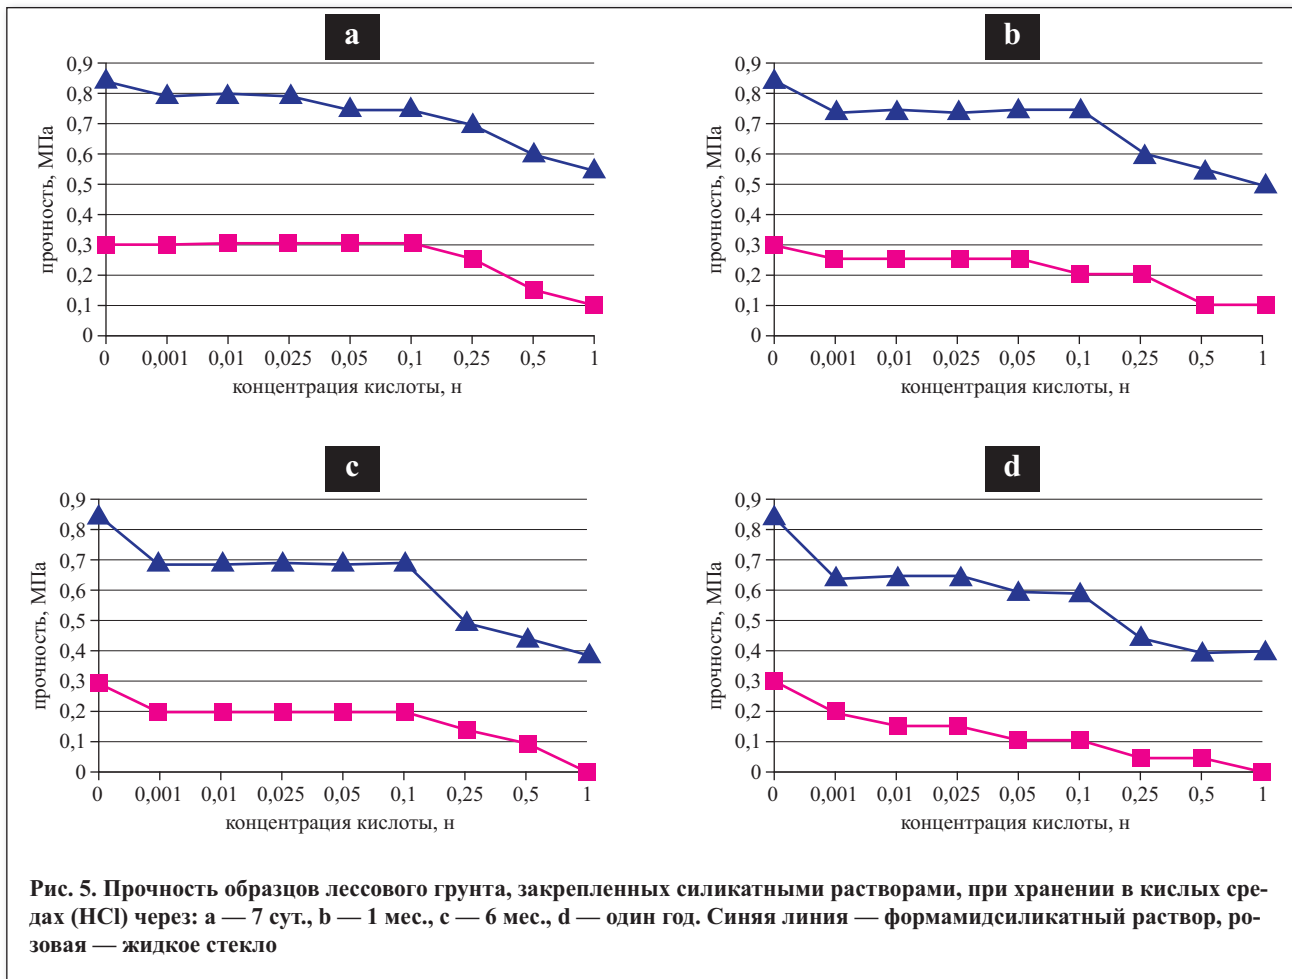 a
0,9
0,8
0,7
0,6
0,5
0,4
0,3
0,2
0,1
0
прочность, МПа
0 0,001 0,01 0,025 0,05 0,1 0,25 0,5 1
концентрация кислоты, н
b
0,9
0,8
0,7
0,6
0,5
0,4
0,3
0,2
0,1
0
прочность, МПа
0 0,001 0,01 0,025 0,05 0,1 0,25 0,5 1
концентрация кислоты, н
c
0,9
0,8
0,7
0,6
0,5
0,4
0,3
0,2
0,1
0
прочность, МПа
0 0,001 0,01 0,025 0,05 0,1 0,25 0,5 1
концентрация кислоты, н
d
0,9
0,8
0,7
0,6
0,5
0,4
0,3
0,2
0,1
0
прочность, МПа
0 0,001 0,01 0,025 0,05 0,1 0,25 0,5 1
концентрация кислоты, н
Рис. 5. Прочность образцов лессового грунта, закрепленных силикатными растворами, при хранении в кислых сре-
дах (HCl) через: a — 7 сут., b — 1 мес., c — 6 мес., d — один год. Синяя линия — формамидсиликатный раствор, ро-
зовая — жидкое стекло